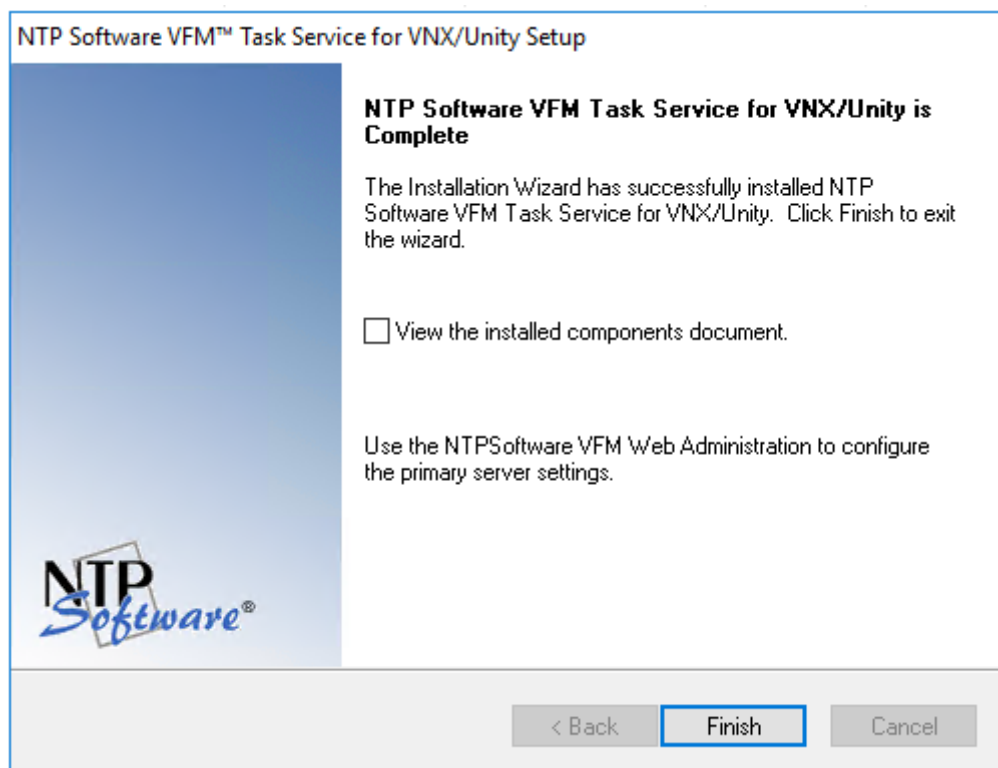 NTP Software VFM™ Task Service for VNX/Unity Setup
NTP Software VFM Task Service for VNX/Unity is
Complete
The Installation Wizard has successfully installed NTP
Software VFM Task Service for VNX/Unity. Click Finish to exit
the wizard.
View the installed components document.
Use the NTPSoftware VFM Web Administration to configure
the primary server settings.
NTP
Software®
< Back
Finish
Cancel